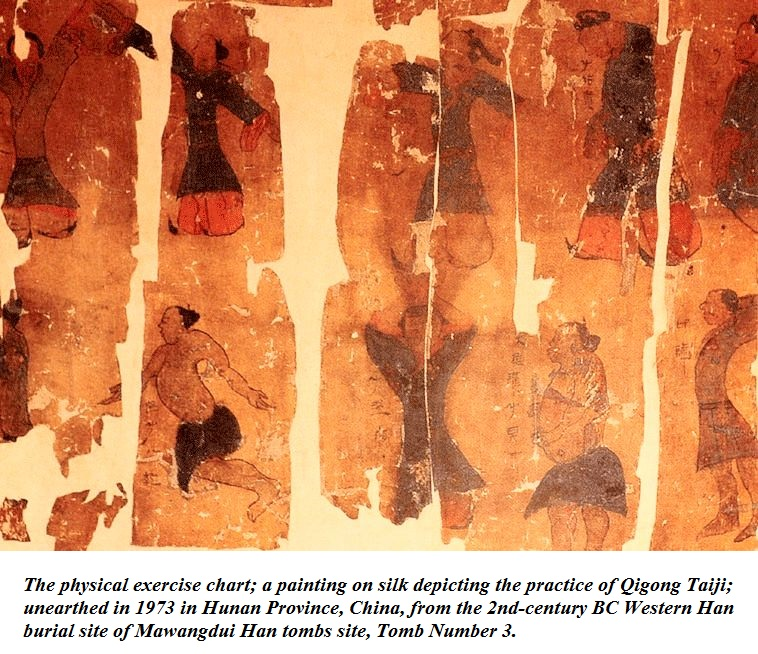 The physical exercise chart; a painting on silk depicting the practice of Qigong Taiji;
unearthed in 1973 in Hunan Province, China, from the 2nd-century BC Western Han
burial site of Mawangdui Han tombs site, Tomb Number 3.